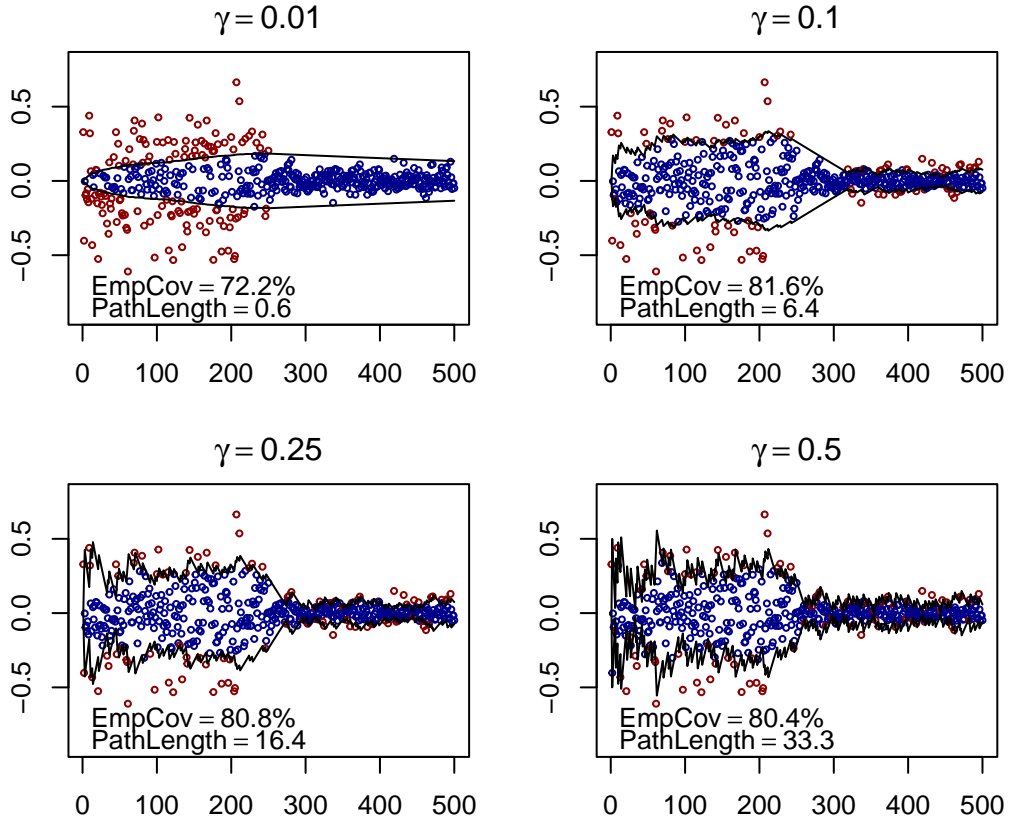 γ = 0.01
0.5
0.0
−0.5
EmpCov = 72.2%
PathLength = 0.6
0 100 200 300 400 500
γ = 0.1
0.5
0.0
−0.5
EmpCov = 81.6%
PathLength = 6.4
0 100 200 300 400 500
γ = 0.25
0.5
0.0
−0.5
EmpCov = 80.8%
PathLength = 16.4
0 100 200 300 400 500
γ = 0.5
0.5
0.0
−0.5
EmpCov = 80.4%
PathLength = 33.3
0 100 200 300 400 500